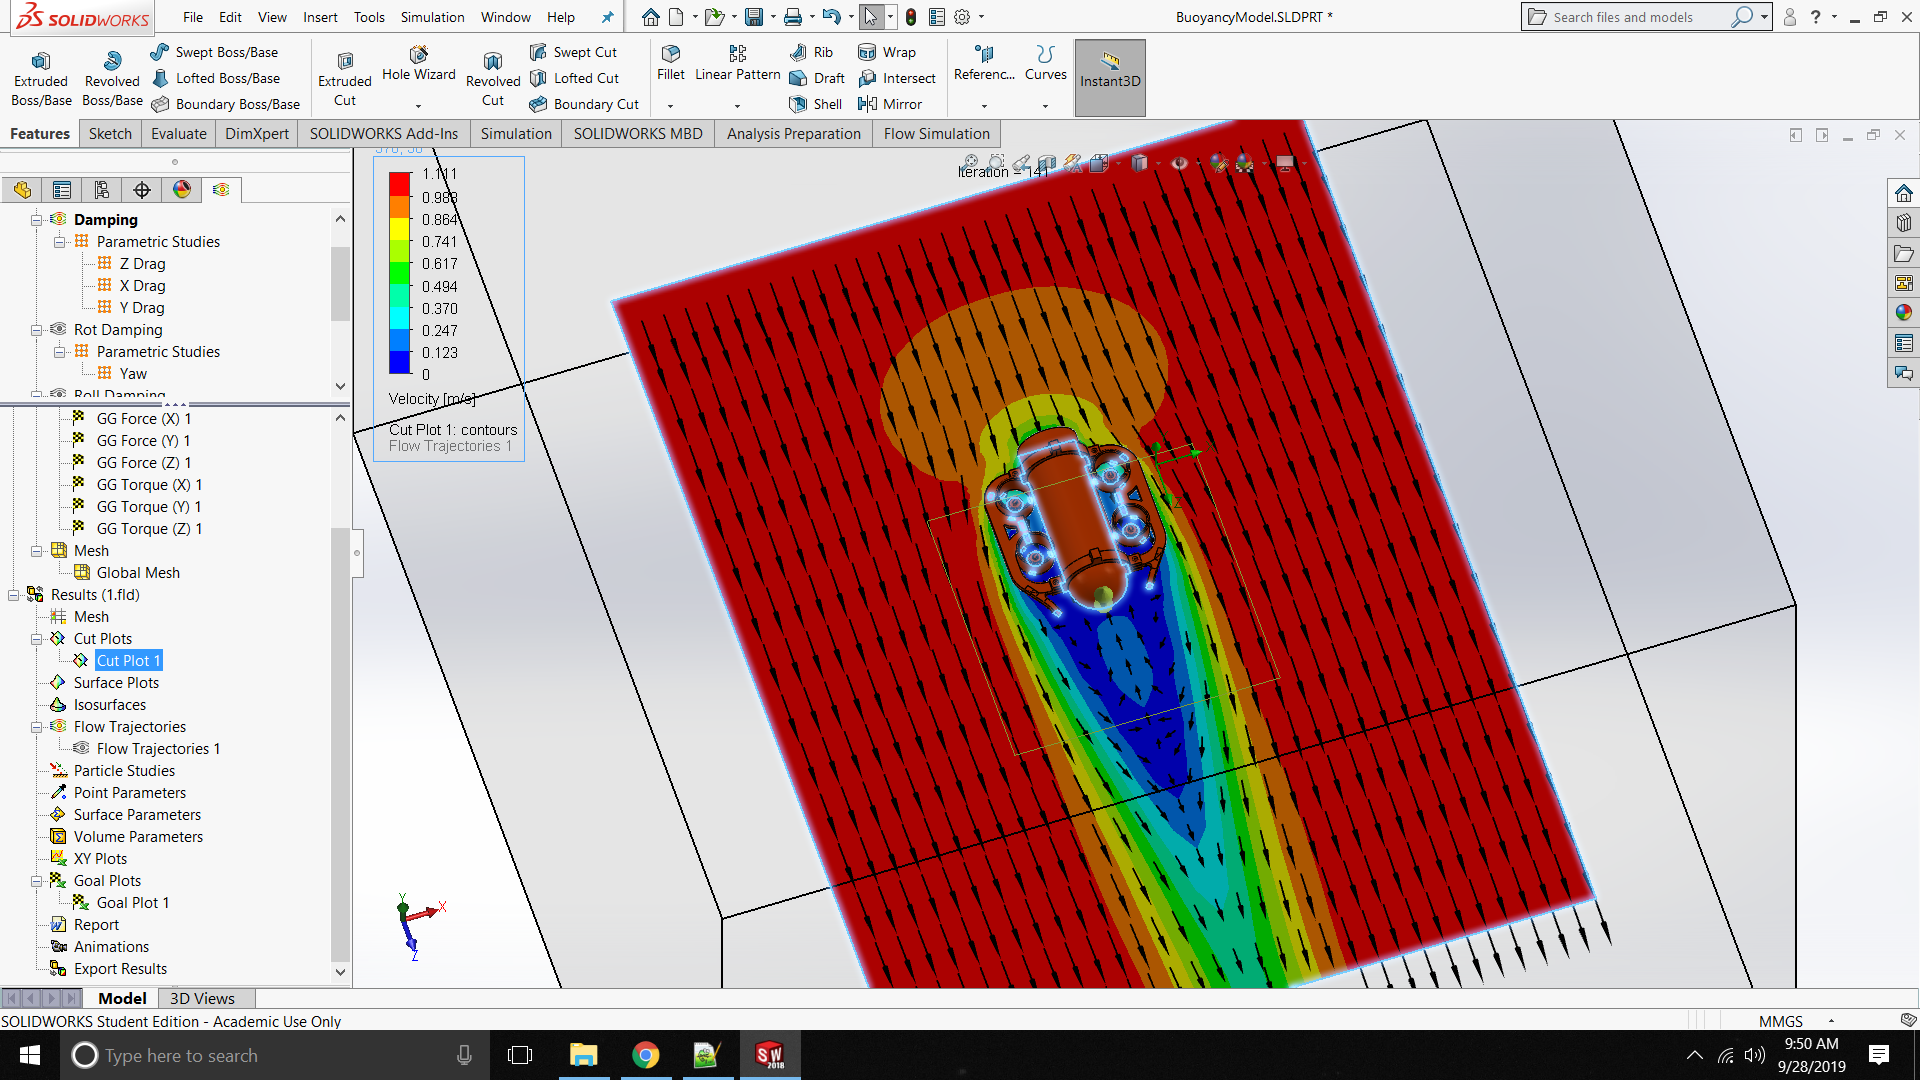 SOLIDWORKS
File Edit View Insert Tools Simulation Window Help
BuoyancyModel.SLDPRT *
Search files and models
?
Extruded Boss/Base
Revolved Boss/Base
Swept Boss/Base
Lofted Boss/Base
Boundary Boss/Base
Extruded Cut
Hole Wizard
Revolved Cut
Swept Cut
Lofted Cut
Boundary Cut
Fillet
Linear Pattern
Rib
Draft
Shell
Wrap
Intersect
Mirror
Referenc...
Curves
Instant3D
Features Sketch Evaluate DimXpert SOLIDWORKS Add-Ins Simulation SOLIDWORKS MBD Analysis Preparation Flow Simulation
Damping
Parametric Studies
Z Drag
X Drag
Y Drag
Rot Damping
Parametric Studies
Yaw
Roll Damping
GG Force (X) 1
GG Force (Y) 1
GG Force (Z) 1
GG Torque (X) 1
GG Torque (Y) 1
GG Torque (Z) 1
Mesh
Global Mesh
Results (1.fld)
Mesh
Cut Plots
Cut Plot 1
Surface Plots
Isosurfaces
Flow Trajectories
Flow Trajectories 1
Particle Studies
Point Parameters
Surface Parameters
Volume Parameters
XY Plots
Goal Plots
Goal Plot 1
Report
Animations
Export Results
1.111
0.988
0.864
0.741
0.617
0.494
0.370
0.247
0.123
0
Velocity [m/s]
Cut Plot 1: contours
Flow Trajectories 1
Iteration = 141
Y
X
Z
Model 3D Views
SOLIDWORKS Student Edition - Academic Use Only
MMGS
Type here to search
SW
2018
9:50 AM
9/28/2019